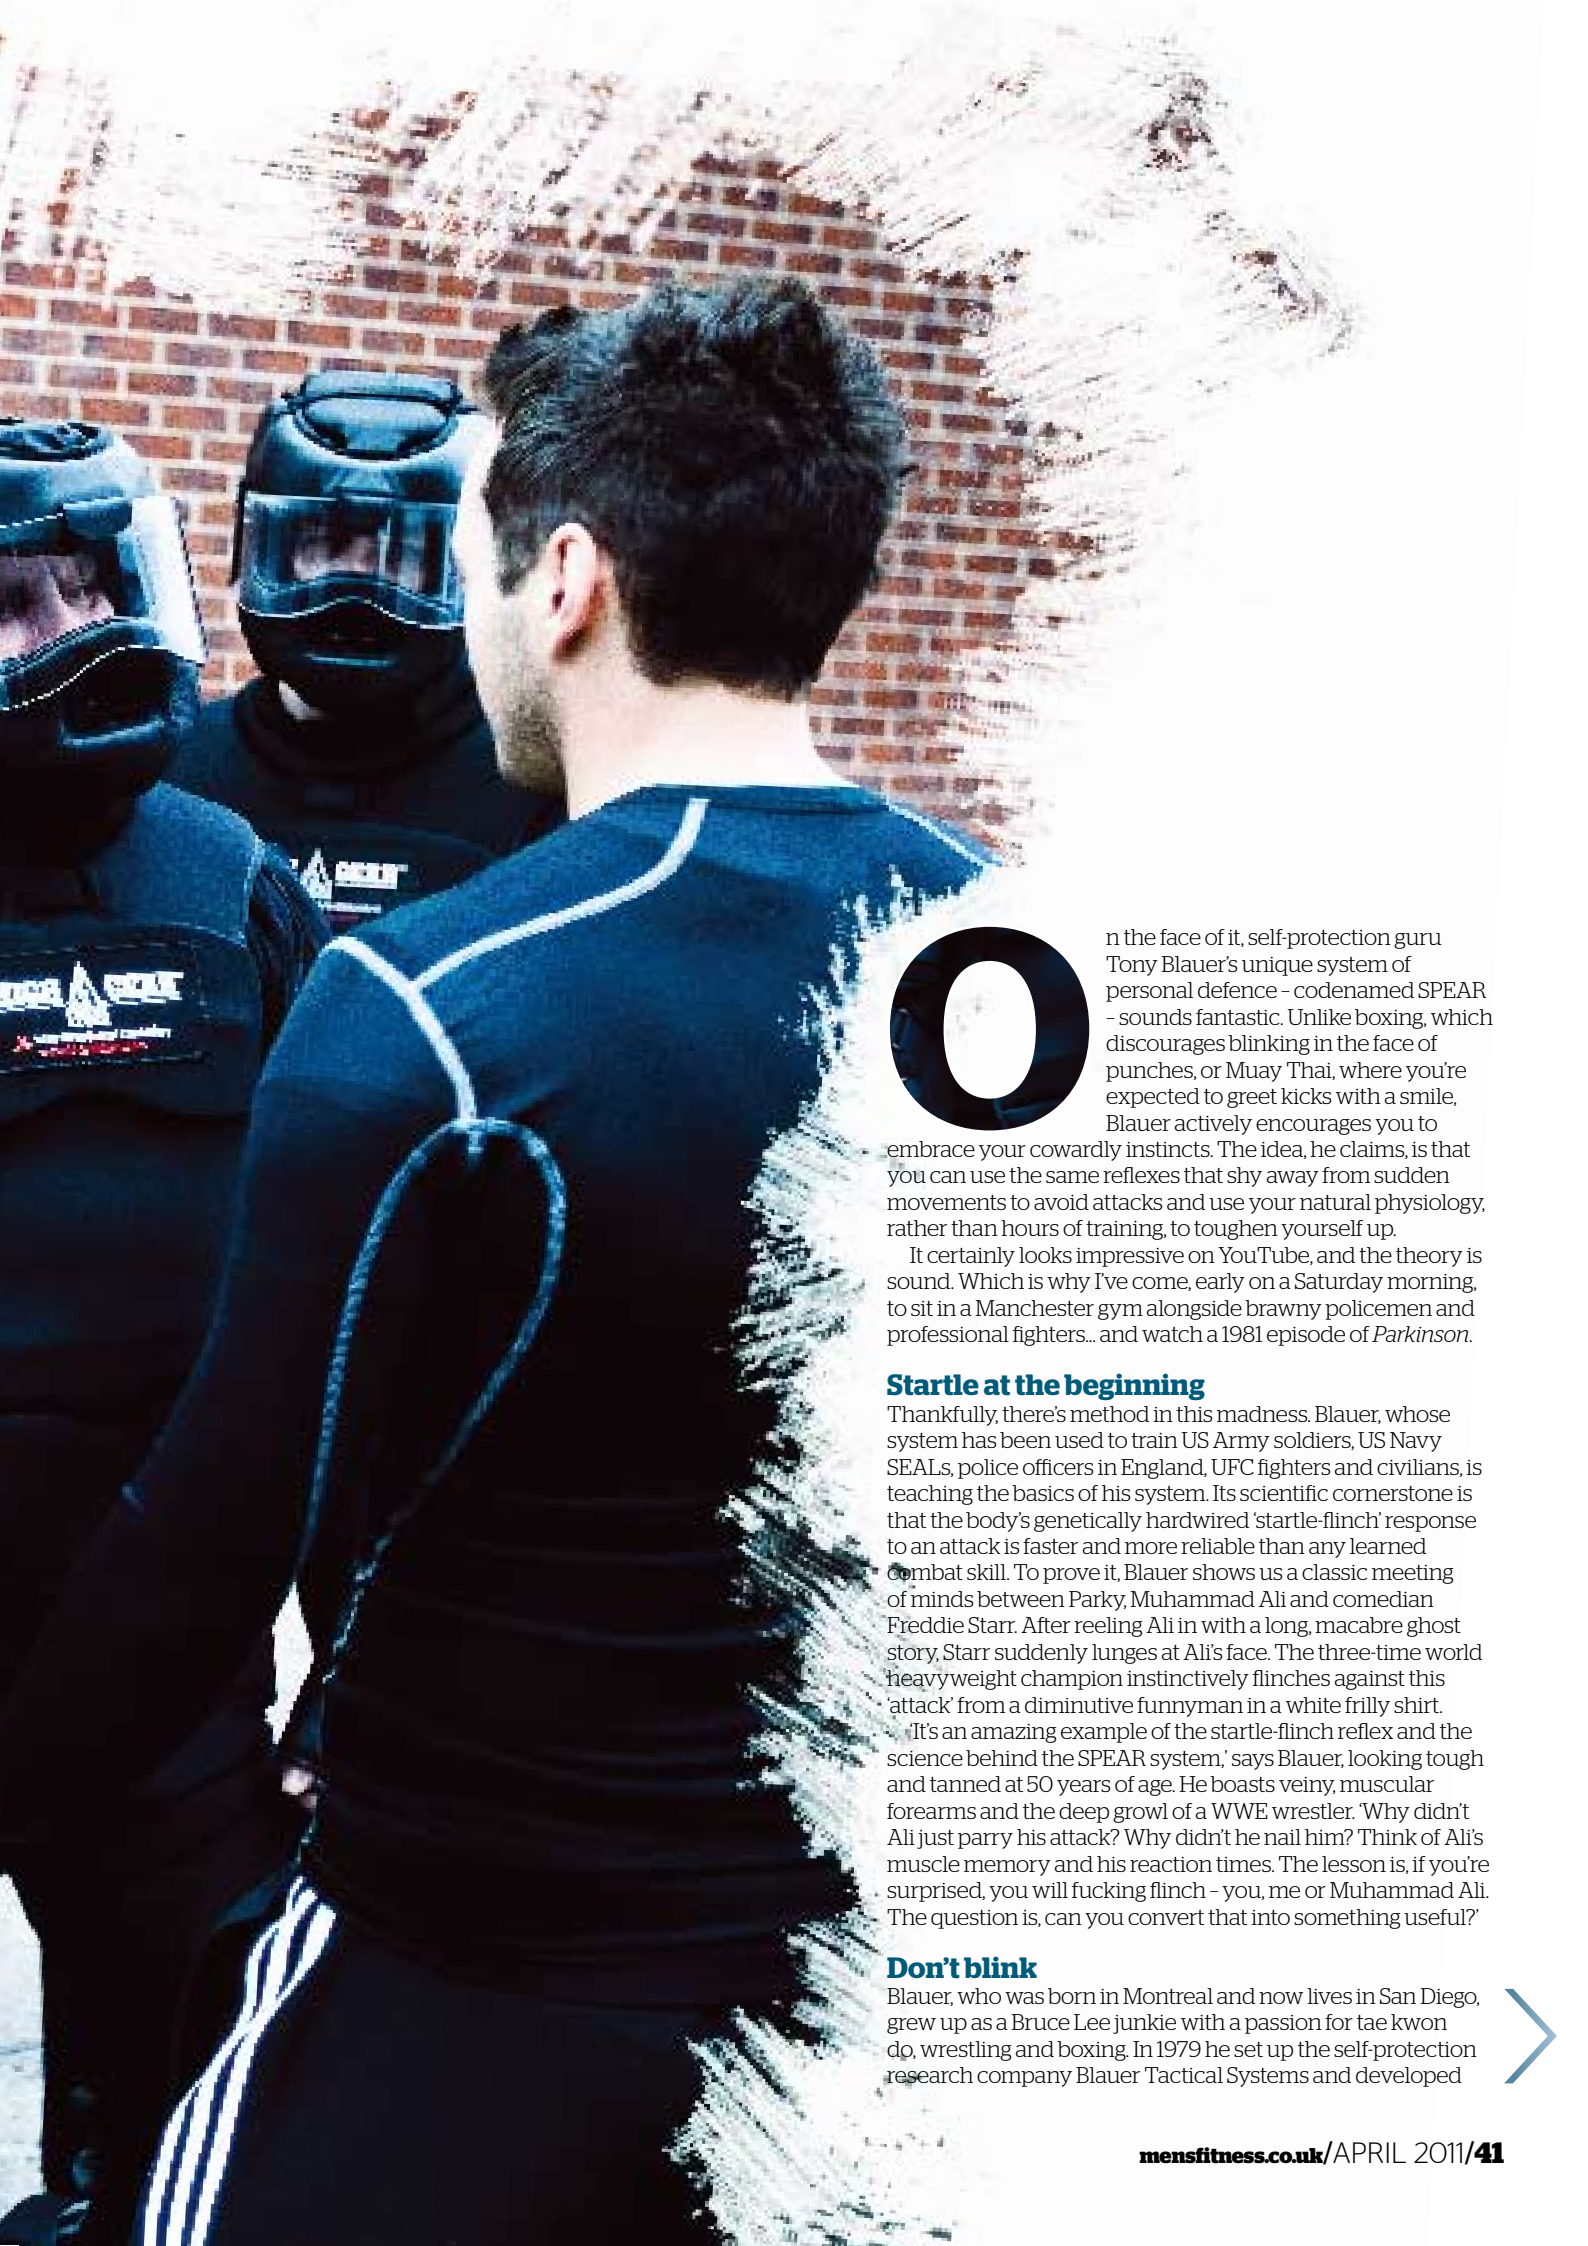 On the face of it, self-protection guru
Tony Blauer's unique system of
personal defence – codenamed SPEAR
– sounds fantastic. Unlike boxing, which
discourages blinking in the face of
punches, or Muay Thai, where you're
expected to greet kicks with a smile,
Blauer actively encourages you to
embrace your cowardly instincts. The idea, he claims, is that
you can use the same reflexes that shy away from sudden
movements to avoid attacks and use your natural physiology,
rather than hours of training, to toughen yourself up.
It certainly looks impressive on YouTube, and the theory is
sound. Which is why I've come, early on a Saturday morning,
to sit in a Manchester gym alongside brawny policemen and
professional fighters... and watch a 1981 episode of Parkinson.
Startle at the beginning
Thankfully, there's method in this madness. Blauer, whose
system has been used to train US Army soldiers, US Navy
SEALs, police officers in England, UFC fighters and civilians, is
teaching the basics of his system. Its scientific cornerstone is
that the body's genetically hardwired 'startle-flinch' response
to an attack is faster and more reliable than any learned
combat skill. To prove it, Blauer shows us a classic meeting
of minds between Parky, Muhammad Ali and comedian
Freddie Starr. After reeling Ali in with a long, macabre ghost
story, Starr suddenly lunges at Ali's face. The three-time world
heavyweight champion instinctively flinches against this
'attack' from a diminutive funnyman in a white frilly shirt.
'It's an amazing example of the startle-flinch reflex and the
science behind the SPEAR system,' says Blauer, looking tough
and tanned at 50 years of age. He boasts veiny, muscular
forearms and the deep growl of a WWE wrestler. 'Why didn't
Ali just parry his attack? Why didn't he nail him? Think of Ali's
muscle memory and his reaction times. The lesson is, if you're
surprised, you will fucking flinch – you, me or Muhammad Ali.
The question is, can you convert that into something useful?'
Don't blink
Blauer, who was born in Montreal and now lives in San Diego,
grew up as a Bruce Lee junkie with a passion for tae kwon
do, wrestling and boxing. In 1979 he set up the self-protection
research company Blauer Tactical Systems and developed
mensfitness.co.uk/APRIL 2011/41